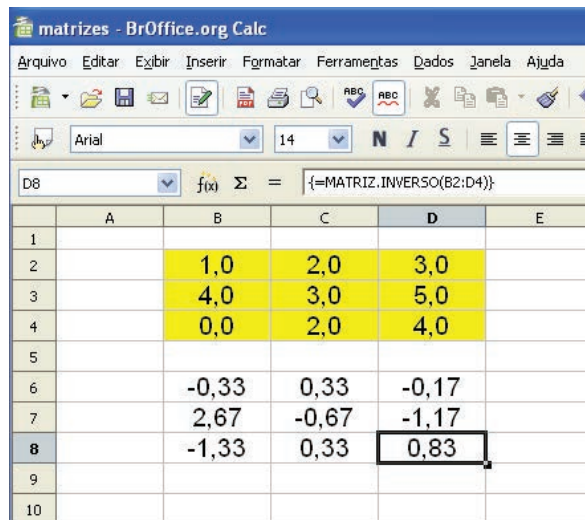 matrizes - BrOffice.org Calc
Arquivo Editar Exibir Inserir Formatar Ferramentas Dados Janela Ajuda
PDF ABC ABC
Arial 14 N I S
D8 f(x) Σ = {=MATRIZ.INVERSO(B2:D4)}
A B C D E
1
2 1,0 2,0 3,0
3 4,0 3,0 5,0
4 0,0 2,0 4,0
5
6 -0,33 0,33 -0,17
7 2,67 -0,67 -1,17
8 -1,33 0,33 0,83
9
10